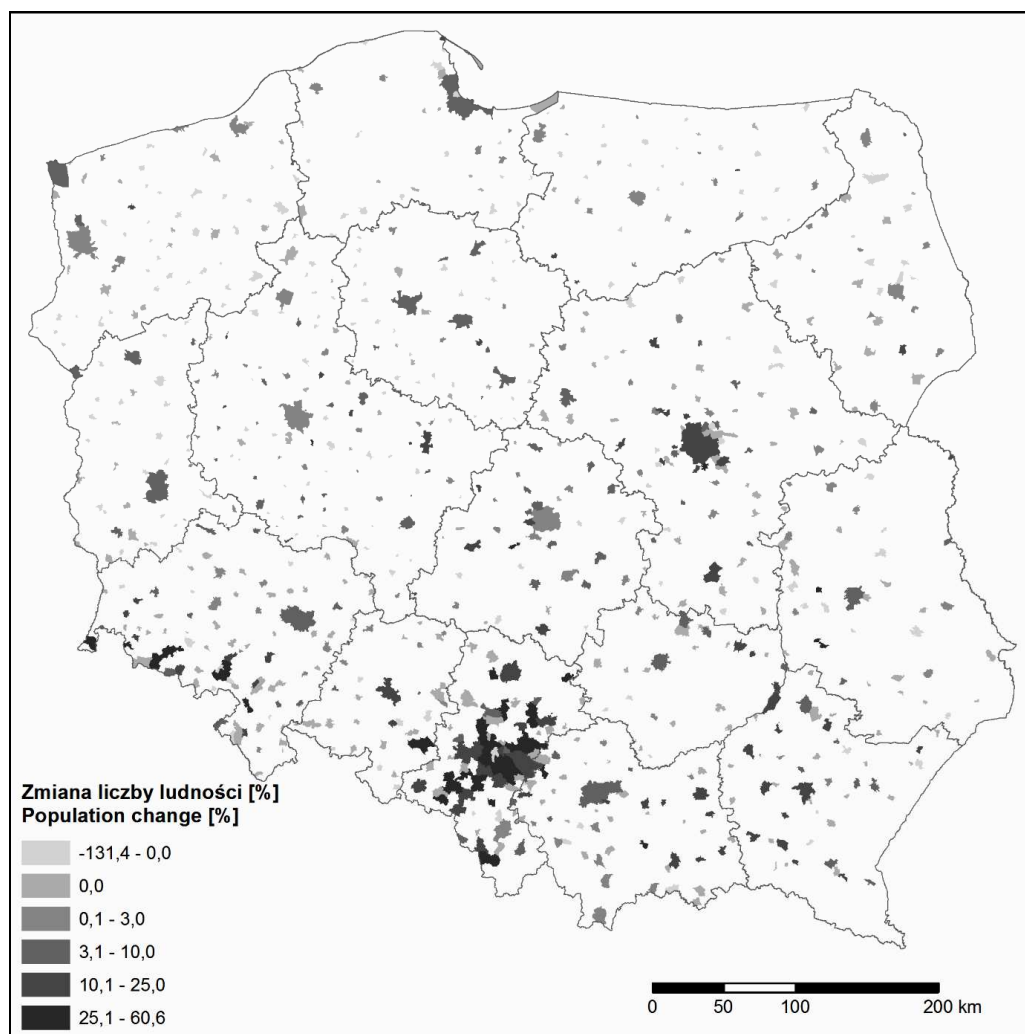 Zmiana liczby ludności [%]
Population change [%]
-131,4 - 0,0
0,0
0,1 - 3,0
3,1 - 10,0
10,1 - 25,0
25,1 - 60,6
0 50 100 200 km